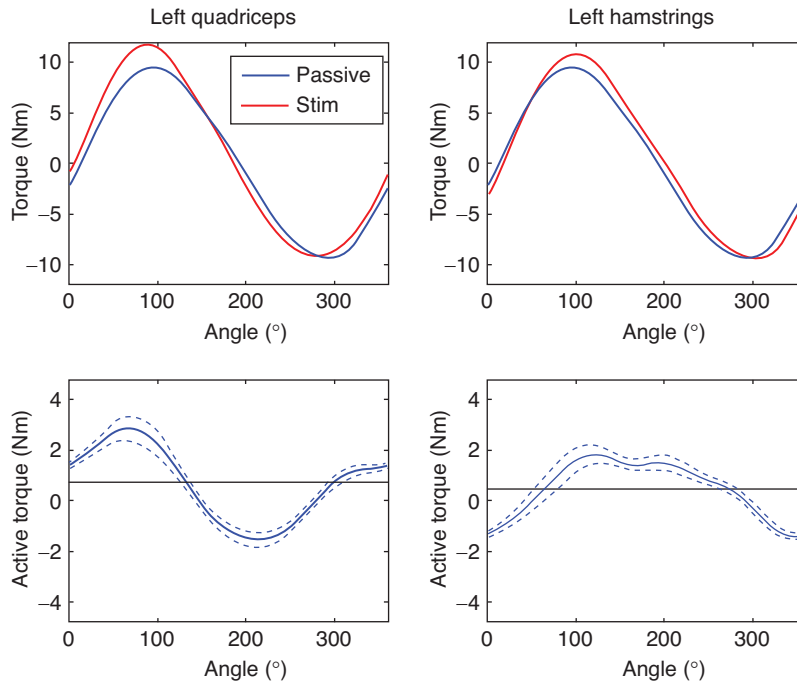 Left quadriceps
Left hamstrings
Torque (Nm)
10
5
0
−5
−10
Passive
Stim
0 100 200 300
Angle (°)
Torque (Nm)
10
5
0
−5
−10
0 100 200 300
Angle (°)
Active torque (Nm)
4
2
0
−2
−4
0 100 200 300
Angle (°)
Active torque (Nm)
4
2
0
−2
−4
0 100 200 300
Angle (°)